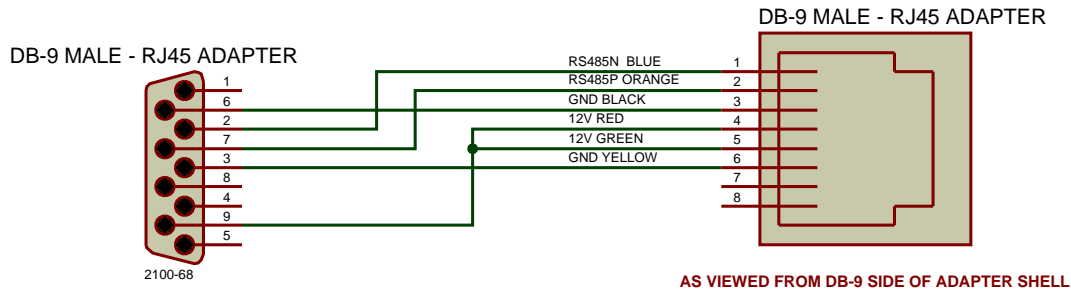 DB-9 MALE - RJ45 ADAPTER
DB-9 MALE - RJ45 ADAPTER
1
6
2
7
3
8
4
9
5
2100-68
RS485N BLUE
RS485P ORANGE
GND BLACK
12V RED
12V GREEN
GND YELLOW
1
2
3
4
5
6
7
8
AS VIEWED FROM DB-9 SIDE OF ADAPTER SHELL